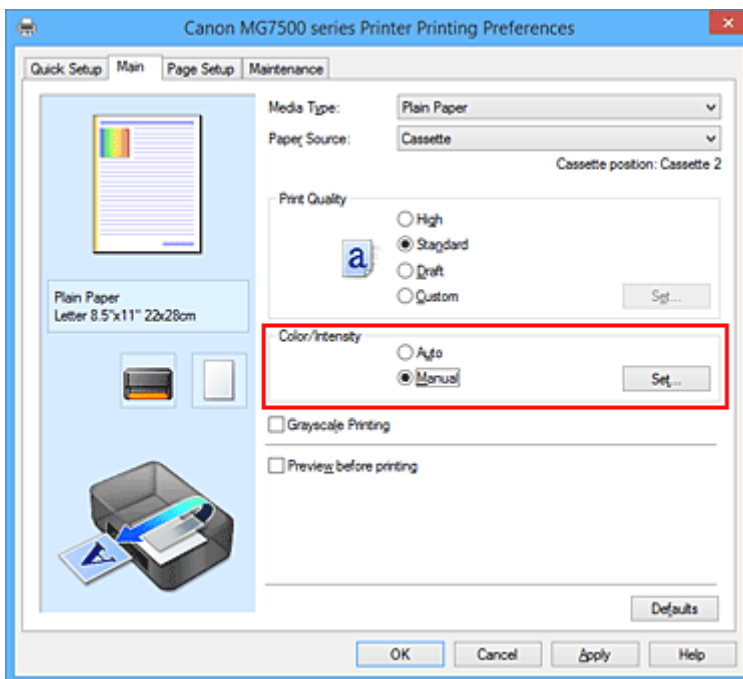 Canon MG7500 series Printer Printing Preferences
Quick Setup Main Page Setup Maintenance
Media Type: Plain Paper
Paper Source: Cassette
Cassette position: Cassette 2
Print Quality
High
a Standard
Draft
Custom Set...
Plain Paper
Letter 8.5"x11" 22x28cm
Color/Intensity
Auto
Manual Set...
Grayscale Printing
Preview before printing
A
Defaults
OK Cancel Apply Help